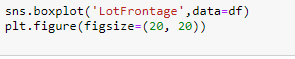 sns.boxplot('LotFrontage',data=df)
plt.figure(figsize=(20, 20))